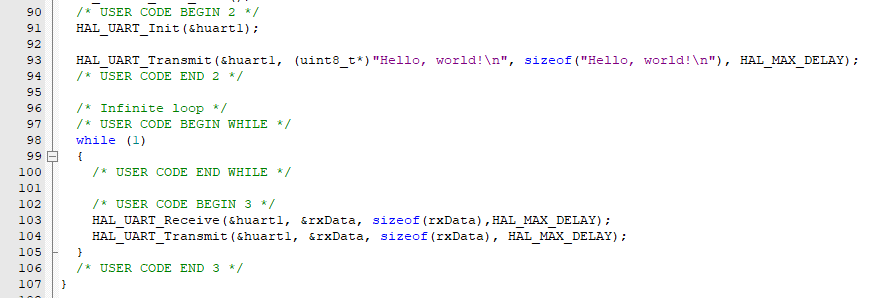 90 /* USER CODE BEGIN 2 */
91 HAL_UART_Init(&huart1);
92
93 HAL_UART_Transmit(&huart1, (uint8_t*)"Hello, world!\n", sizeof("Hello, world!\n"), HAL_MAX_DELAY);
94 /* USER CODE END 2 */
95
96 /* Infinite loop */
97 /* USER CODE BEGIN WHILE */
98 while (1)
99 {
100 /* USER CODE END WHILE */
101
102 /* USER CODE BEGIN 3 */
103 HAL_UART_Receive(&huart1, &rxData, sizeof(rxData),HAL_MAX_DELAY);
104 HAL_UART_Transmit(&huart1, &rxData, sizeof(rxData), HAL_MAX_DELAY);
105 }
106 /* USER CODE END 3 */
107 }